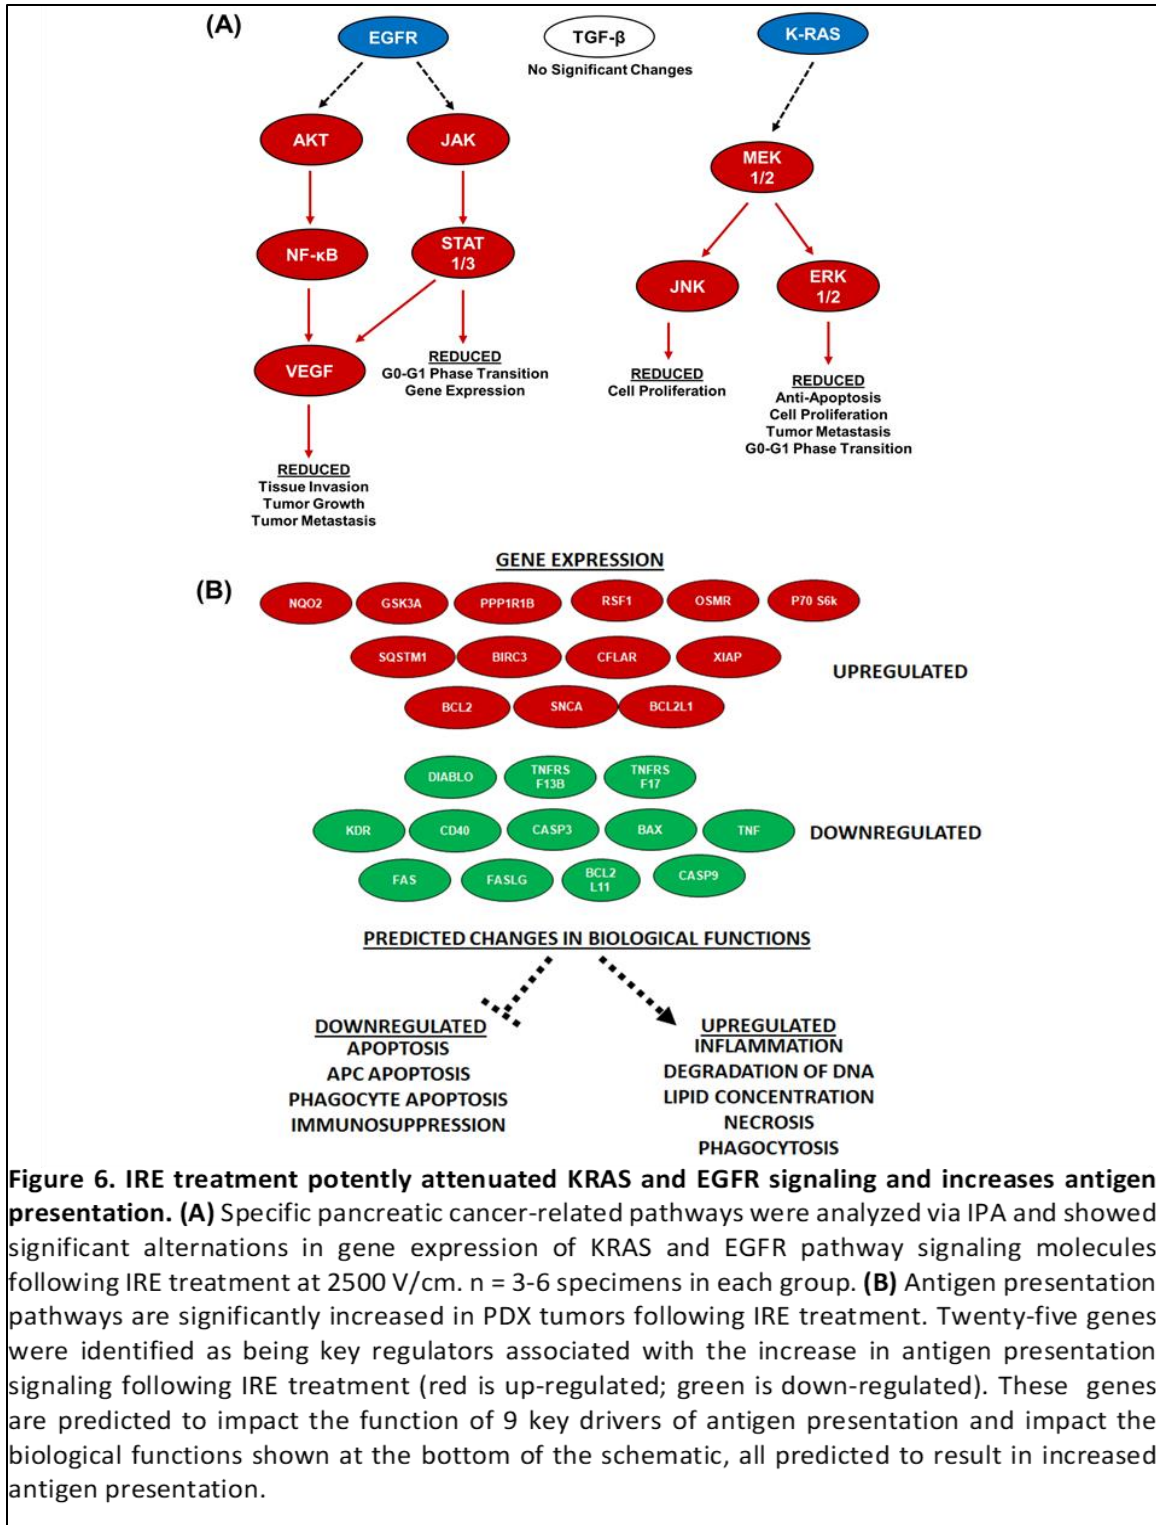 (A)
EGFR
TGF-β
K-RAS
No Significant Changes
AKT
JAK
MEK
1/2
NF-κB
STAT
1/3
JNK
ERK
1/2
VEGF
REDUCED
G0-G1 Phase Transition
Gene Expression
REDUCED
Cell Proliferation
REDUCED
Anti-Apoptosis
Cell Proliferation
Tumor Metastasis
G0-G1 Phase Transition
REDUCED
Tissue Invasion
Tumor Growth
Tumor Metastasis
GENE EXPRESSION
(B)
NQO2 GSK3A PPP1R1B RSF1 OSMR P70 S6k
SQSTM1 BIRC3 CFLAR XIAP
UPREGULATED
BCL2 SNCA BCL2L1
DIABLO
TNFRS
F13B
TNFRS
F17
KDR CD40 CASP3 BAX TNF
DOWNREGULATED
FAS FASLG
BCL2
L11
CASP9
PREDICTED CHANGES IN BIOLOGICAL FUNCTIONS
DOWNREGULATED
APOPTOSIS
APC APOPTOSIS
PHAGOCYTE APOPTOSIS
IMMUNOSUPPRESSION
UPREGULATED
INFLAMMATION
DEGRADATION OF DNA
LIPID CONCENTRATION
NECROSIS
PHAGOCYTOSIS
Figure 6. IRE treatment potently attenuated KRAS and EGFR signaling and increases antigen
presentation. (A) Specific pancreatic cancer-related pathways were analyzed via IPA and showed
significant alternations in gene expression of KRAS and EGFR pathway signaling molecules
following IRE treatment at 2500 V/cm. n = 3-6 specimens in each group. (B) Antigen presentation
pathways are significantly increased in PDX tumors following IRE treatment. Twenty-five genes
were identified as being key regulators associated with the increase in antigen presentation
signaling following IRE treatment (red is up-regulated; green is down-regulated). These genes
are predicted to impact the function of 9 key drivers of antigen presentation and impact the
biological functions shown at the bottom of the schematic, all predicted to result in increased
antigen presentation.